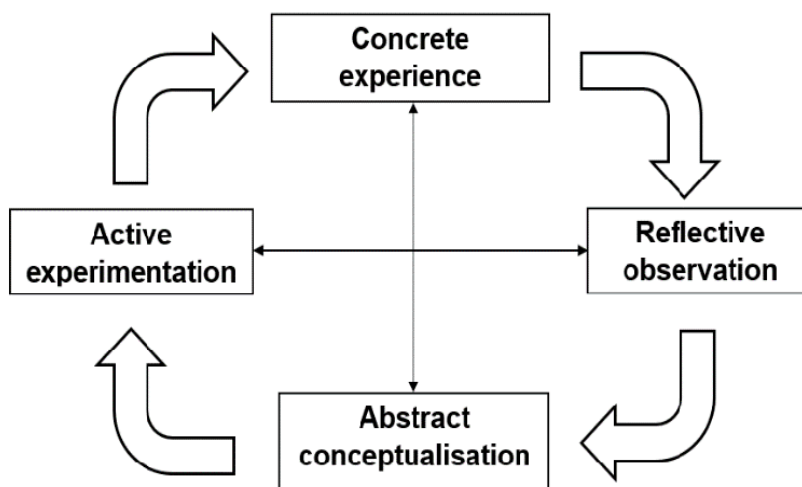 Concrete
experience
Active
experimentation
Reflective
observation
Abstract
conceptualisation